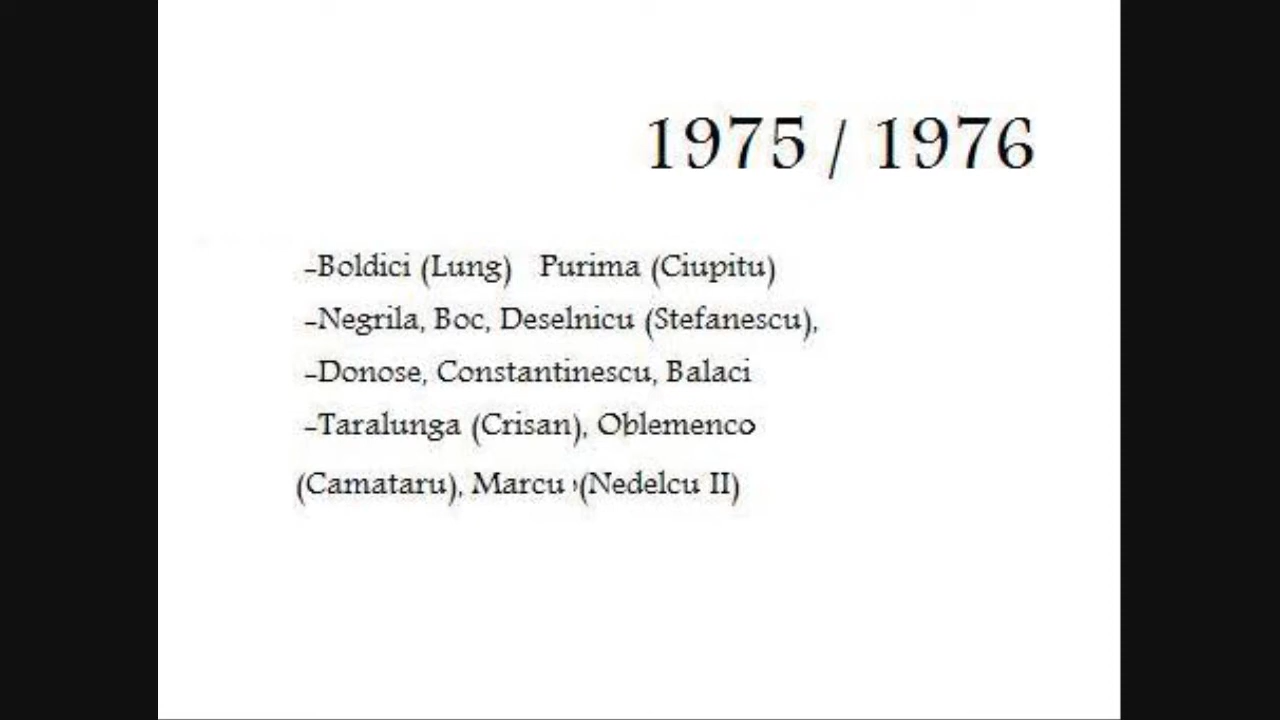 1975 / 1976
-Boldici (Lung) Purima (Ciupitu)
-Negrila, Boc, Deselnicu (Stefanescu),
-Donose, Constantinescu, Balaci
-Taralunga (Crisan), Oblemenco
(Camataru), Marcu ,(Nedelcu II)